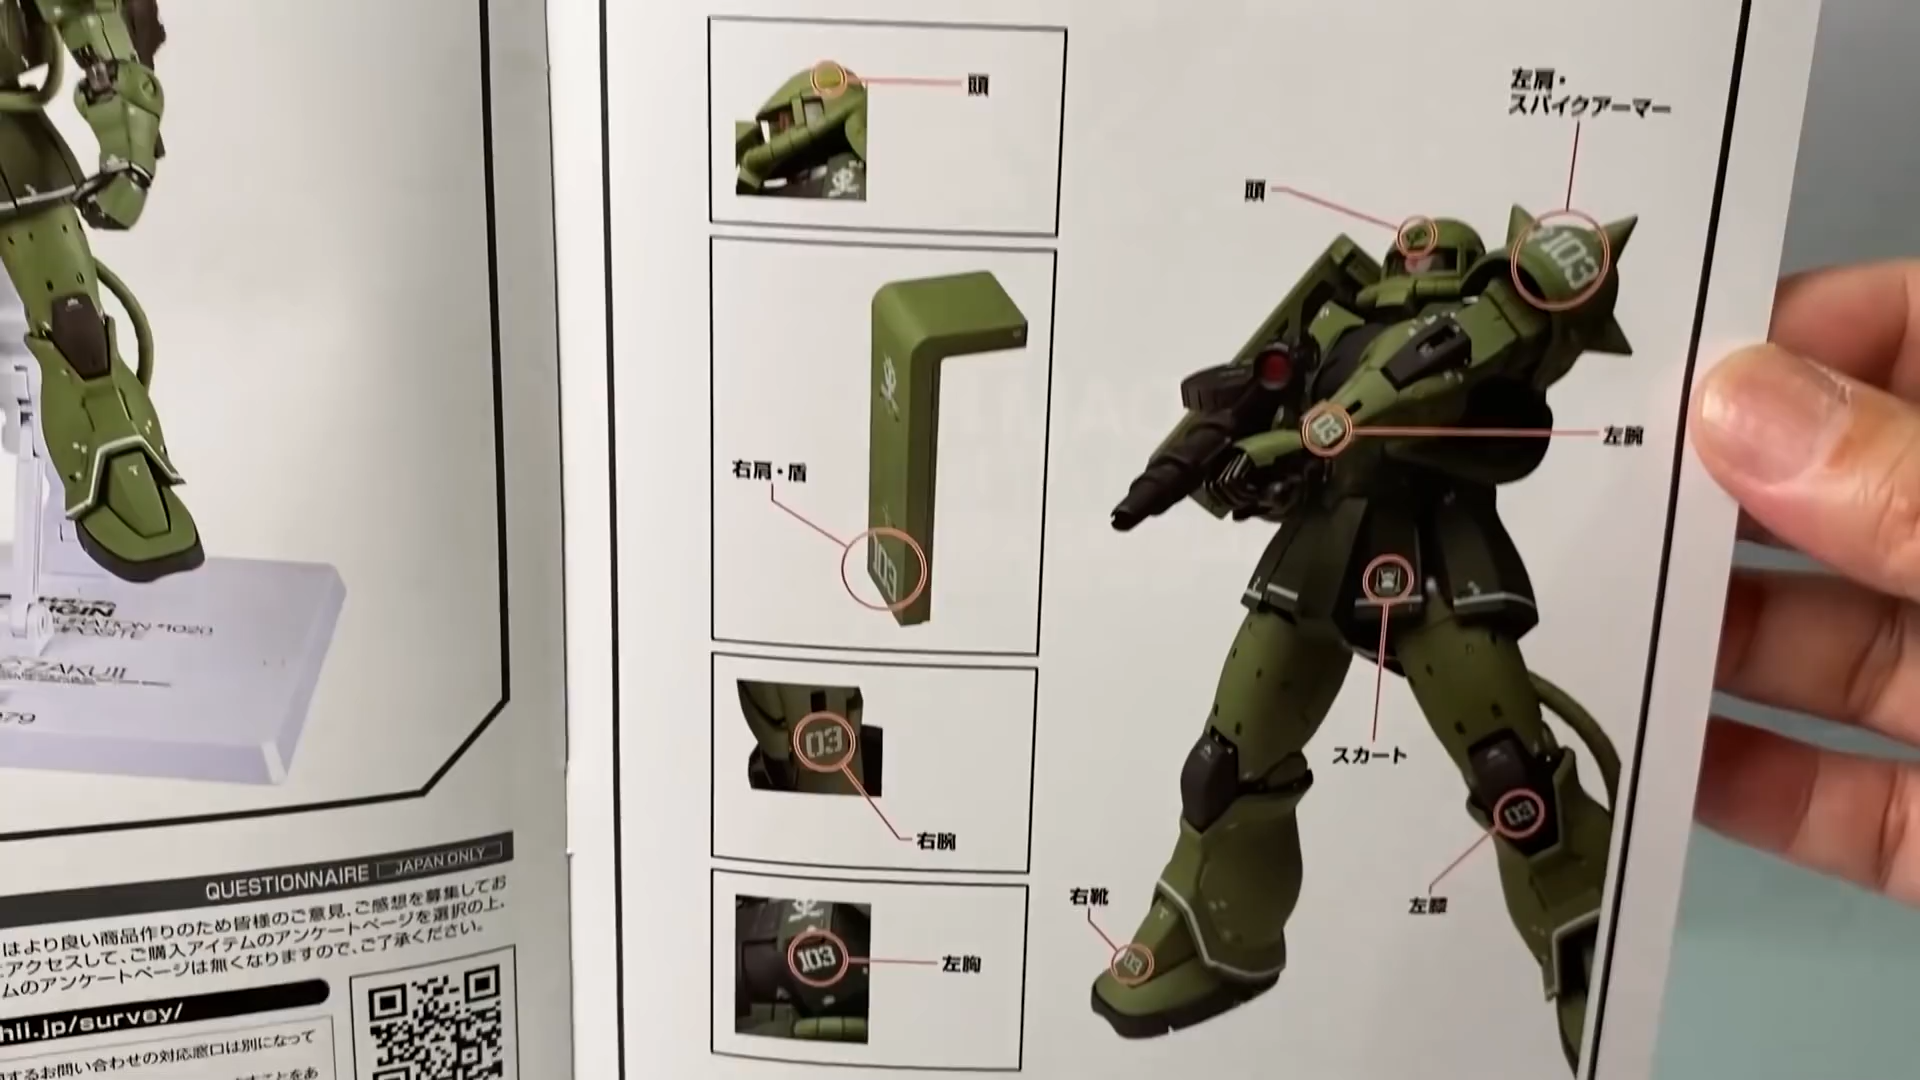 ZAKUII
QUESTIONNAIRE JAPAN ONLY
はより良い商品作りのため皆様のご意見、ご感想を募集してお
アクセスして、ご購入アイテムのアンケートページを選択の上、
ムのアンケートページは無くなりますので、ご了承ください。
hii.jp/survey/
するお問い合わせの対応窓口は別になって
頭
右肩・盾
103
03
右腕
103
左胸
左肩・
スパイクアーマー
頭
103
03
左腕
スカート
03
左膝
右靴
03